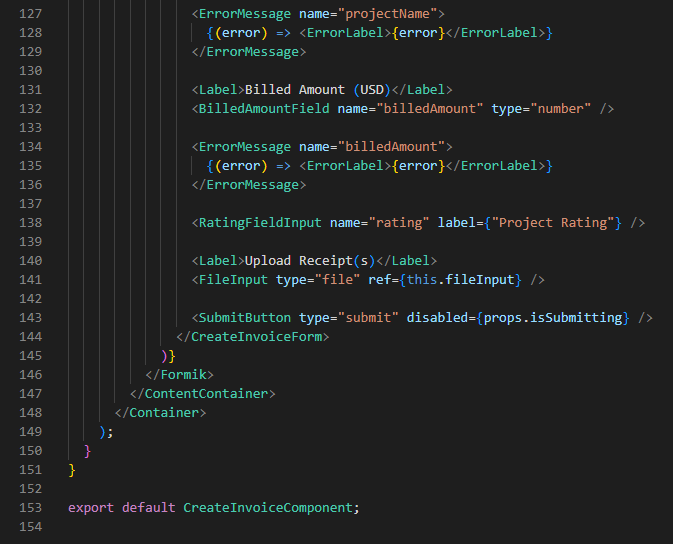 127 <ErrorMessage name="projectName">
128 {(error) => <ErrorLabel>{error}</ErrorLabel>}
129 </ErrorMessage>
130
131 <Label>Billed Amount (USD)</Label>
132 <BilledAmountField name="billedAmount" type="number" />
133
134 <ErrorMessage name="billedAmount">
135 {(error) => <ErrorLabel>{error}</ErrorLabel>}
136 </ErrorMessage>
137
138 <RatingFieldInput name="rating" label={"Project Rating"} />
139
140 <Label>Upload Receipt(s)</Label>
141 <FileInput type="file" ref={this.fileInput} />
142
143 <SubmitButton type="submit" disabled={props.isSubmitting} />
144 </CreateInvoiceForm>
145 )}
146 </Formik>
147 </ContentContainer>
148 </Container>
149 );
150 }
151 }
152
153 export default CreateInvoiceComponent;
154